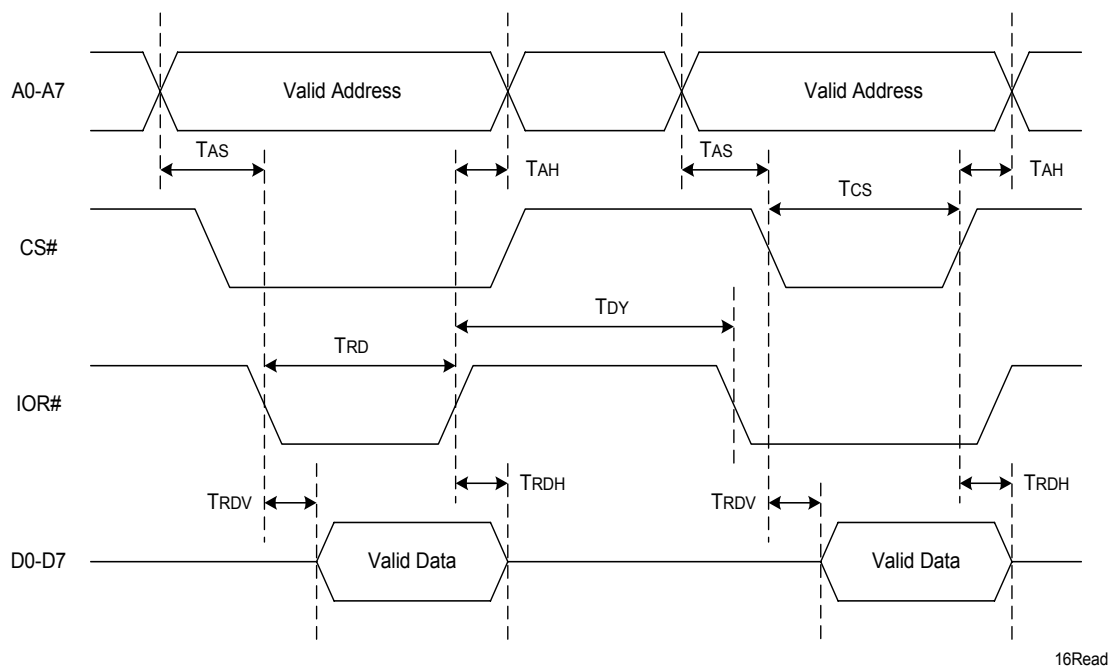 A0-A7
Valid Address
Valid Address
TAS
TAH
TAS
TAH
TCS
CS#
TDY
TRD
IOR#
TRDV
TRDH
TRDV
TRDH
D0-D7
Valid Data
Valid Data
16Read